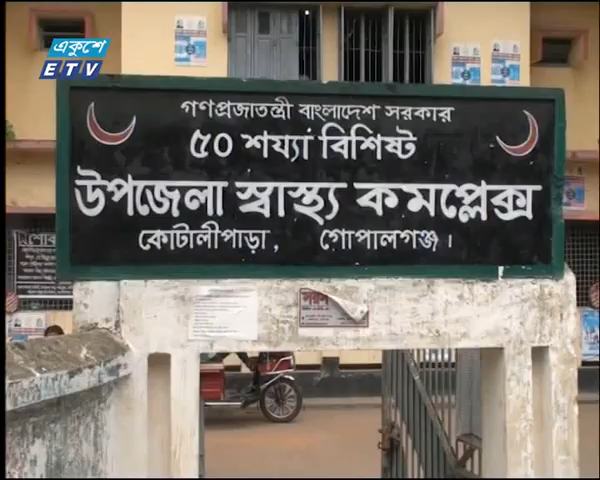 একুশে
ETV
গণপ্রজাতন্ত্রী বাংলাদেশ সরকার
৫০ শয্যা বিশিষ্ট
উপজেলা স্বাস্থ্য কমপ্লেক্স
কোটালীপাড়া, গোপালগঞ্জ।